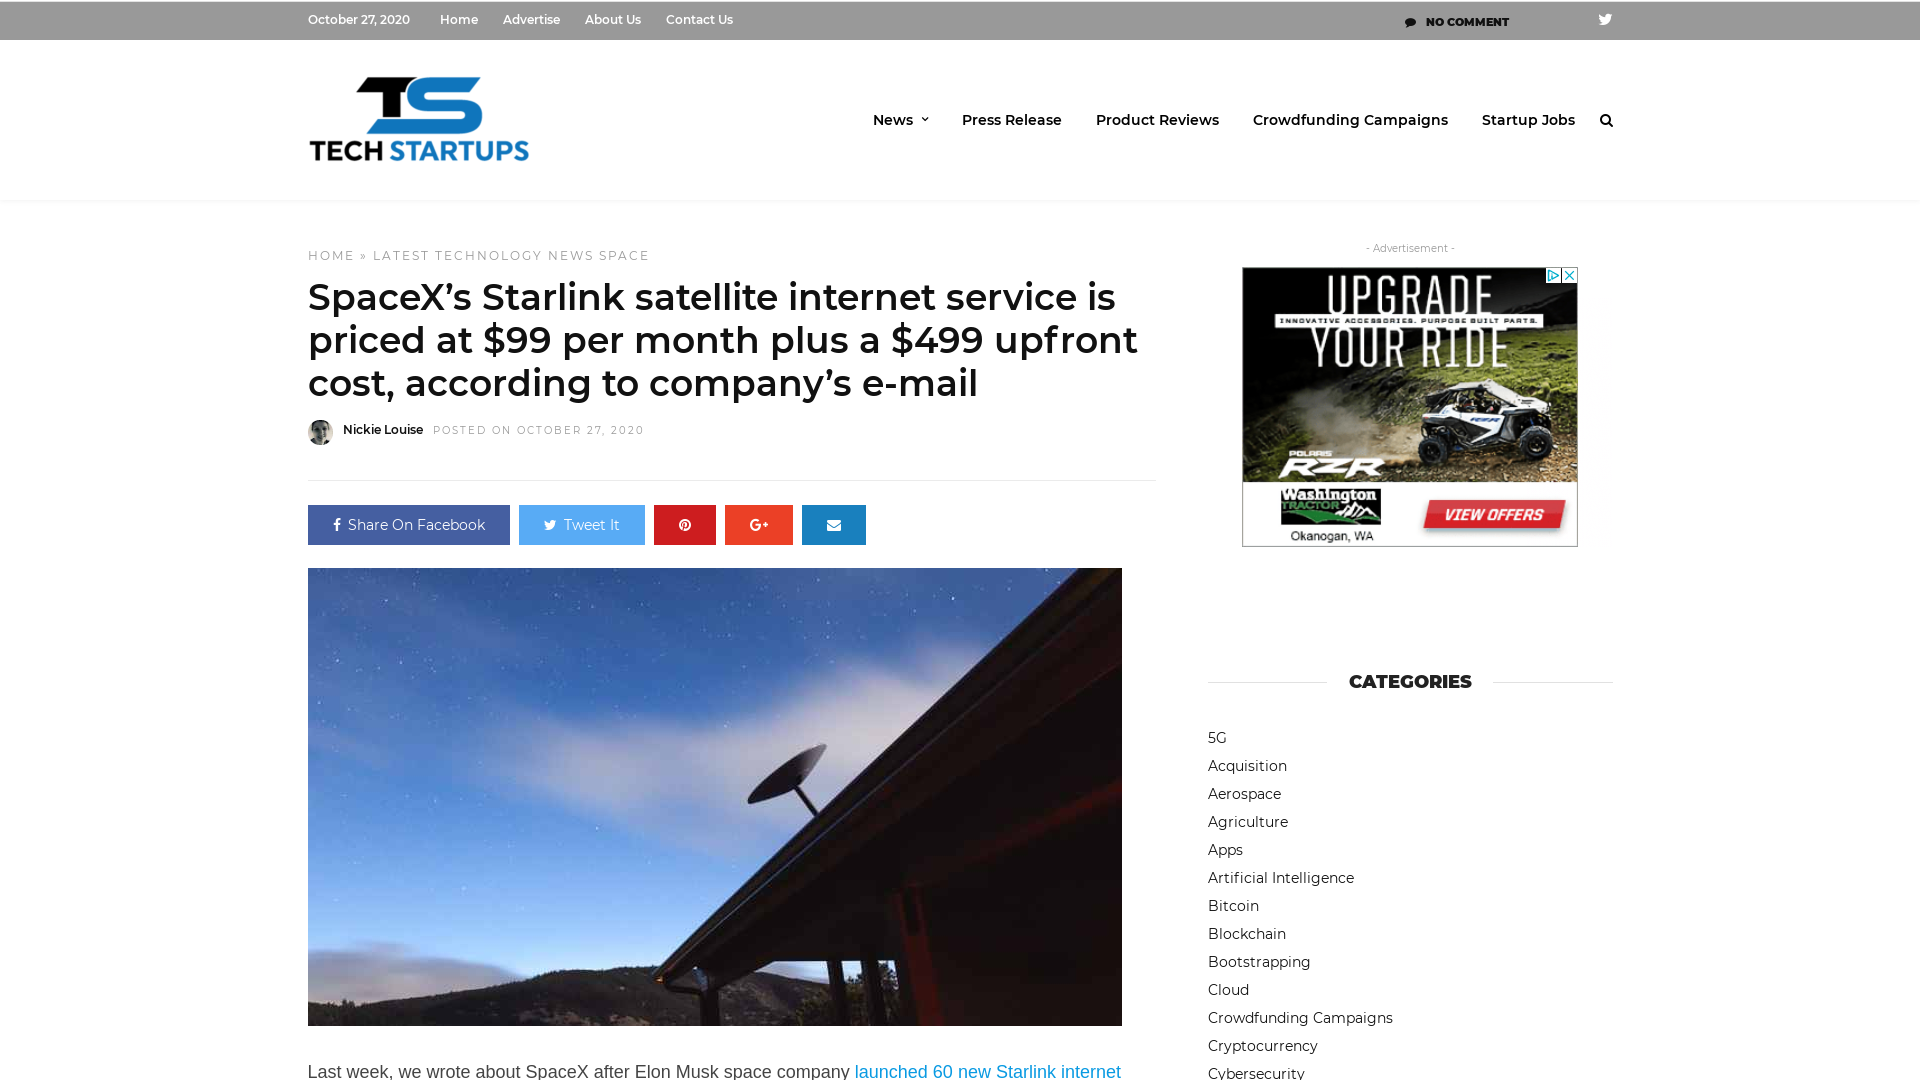 October 27, 2020 Home Advertise About Us Contact Us NO COMMENT
TS
TECH STARTUPS
News Press Release Product Reviews Crowdfunding Campaigns Startup Jobs
HOME » LATEST TECHNOLOGY NEWS SPACE
SpaceX’s Starlink satellite internet service is
priced at $99 per month plus a $499 upfront
cost, according to company’s e-mail
Nickie Louise POSTED ON OCTOBER 27, 2020
Share On Facebook Tweet It
Last week, we wrote about SpaceX after Elon Musk space company launched 60 new Starlink internet
- Advertisement -
UPGRADE
INNOVATIVE ACCESSORIES. PURPOSE BUILT PARTS.
YOUR RIDE
POLARIS
RZR
Washington
TRACTOR
VIEW OFFERS
Okanogan, WA
CATEGORIES
5G
Acquisition
Aerospace
Agriculture
Apps
Artificial Intelligence
Bitcoin
Blockchain
Bootstrapping
Cloud
Crowdfunding Campaigns
Cryptocurrency
Cybersecurity